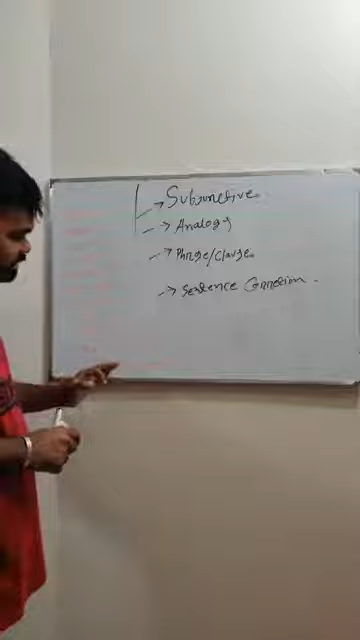 → Subjunctive
→ Analogy
→ Phrase/Clause
→ Sentence Correction.